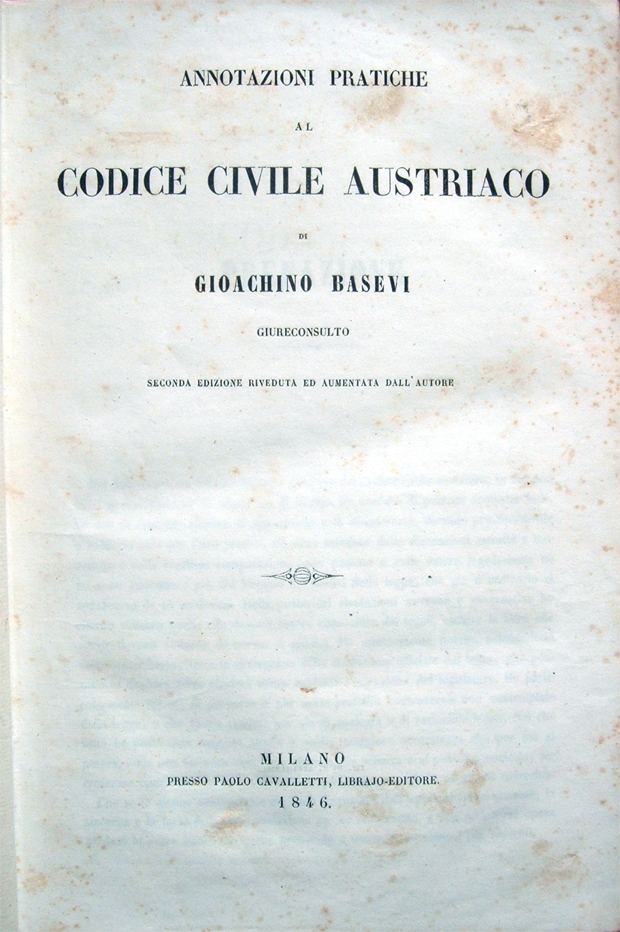 ANNOTAZIONI PRATICHE
AL
CODICE CIVILE AUSTRIACO
DI
GIOACHINO BASEVI
GIURECONSULTO
SECONDA EDIZIONE RIVEDUTA ED AUMENTATA DALL'AUTORE
MILANO
PRESSO PAOLO CAVALLETTI, LIBRAJO-EDITORE.
1846.